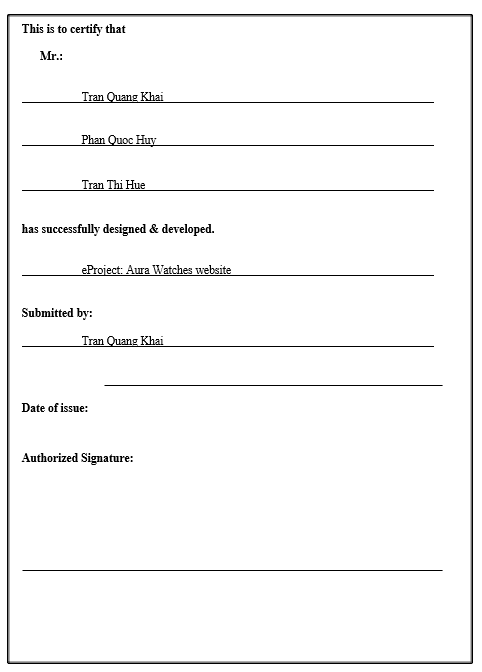 This is to certify that
Mr.:
Tran Quang Khai
Phan Quoc Huy
Tran Thi Hue
has successfully designed & developed.
eProject: Aura Watches website
Submitted by:
Tran Quang Khai
Date of issue:
Authorized Signature: